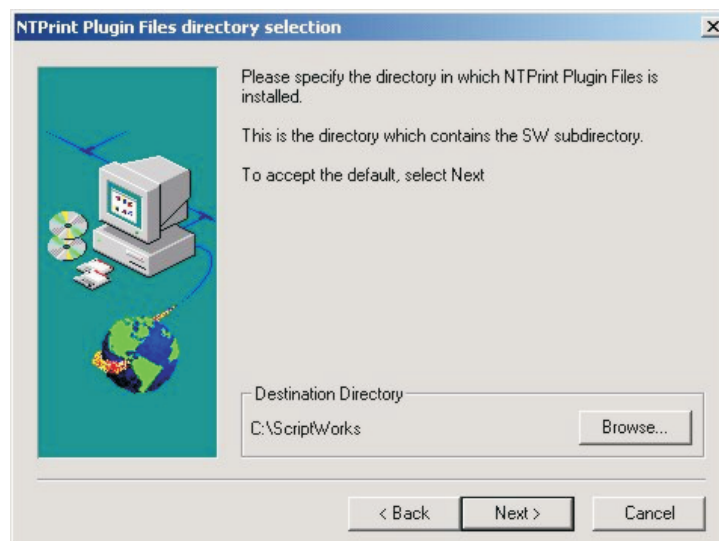 NTPrint Plugin Files directory selection
Please specify the directory in which NTPrint Plugin Files is
installed.
This is the directory which contains the SW subdirectory.
To accept the default, select Next
Destination Directory
C:\ScriptWorks
Browse...
< Back
Next >
Cancel